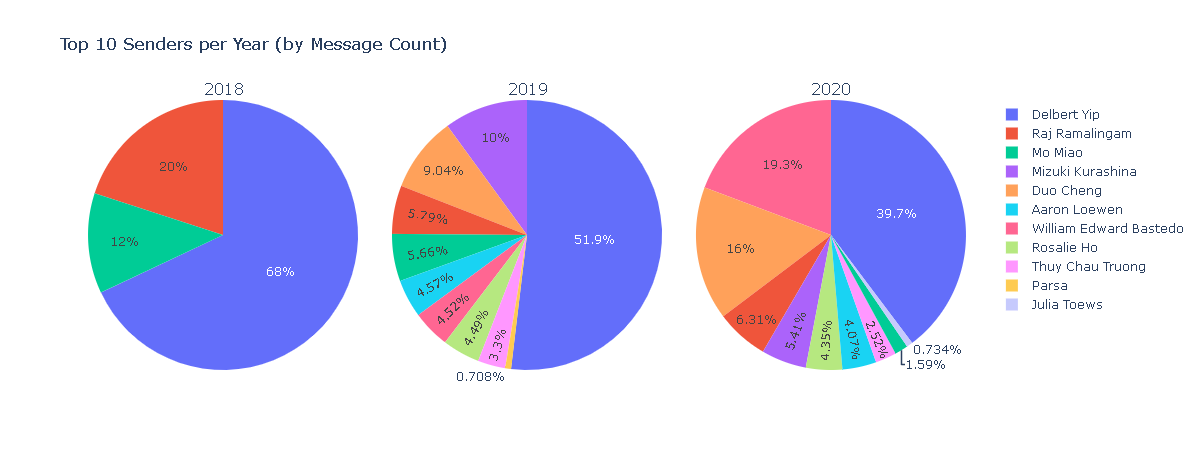 Top 10 Senders per Year (by Message Count)
2018
2019
2020
20%
12%
68%
10%
9.04%
5.79%
5.66%
4.57%
4.52%
4.49%
3.3%
0.708%
51.9%
19.3%
16%
6.31%
5.41%
4.35%
4.07%
2.52%
1.59%
0.734%
39.7%
Delbert Yip
Raj Ramalingam
Mo Miao
Mizuki Kurashina
Duo Cheng
Aaron Loewen
William Edward Bastedo
Rosalie Ho
Thuy Chau Truong
Parsa
Julia Toews